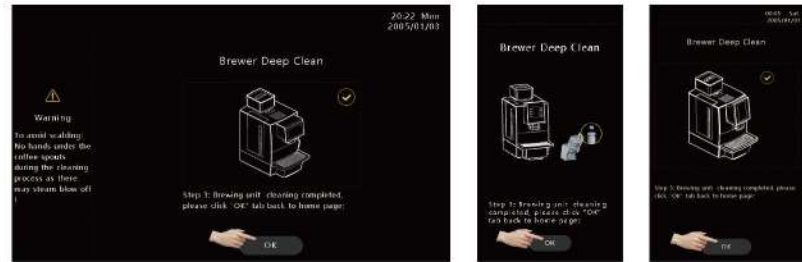 20:22 Mon
2005/01/03
Brewer Deep Clean
Warning
To avoid scalding:
No hands under the
coffee spouts
during the cleaning
process as there
may steam blow off
!
Step 3: Brewing unit cleaning completed,
please click "OK" tab back to home page;
OK
Brewer Deep Clean
Step 3: Brewing unit cleaning
completed, please click "OK"
tab back to home page;
OK
Sat
Brewer Deep Clean
Step 3: Brewing unit cleaning completed, please
click "OK" tab back to home page;
OK